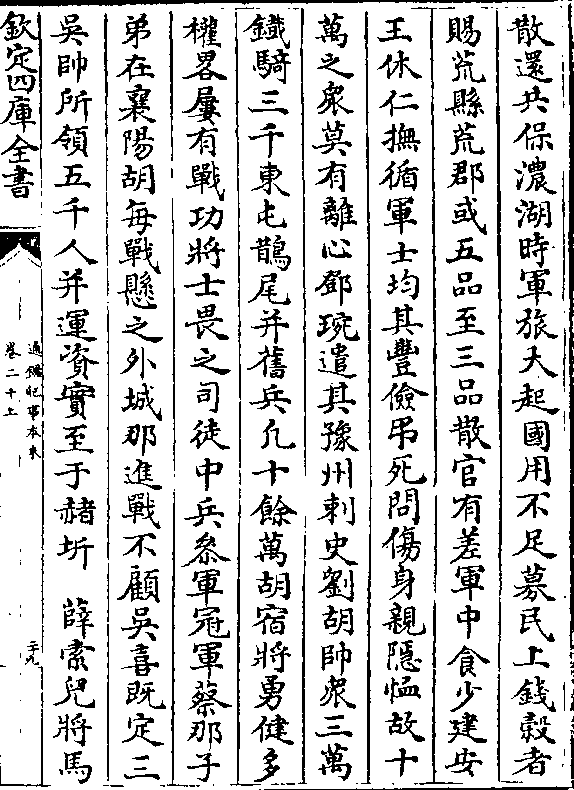 散還共保濃湖時軍旅大起國用不足募民上錢穀者
賜荒縣荒郡或五品至三品散官有差軍中食少建安
王休仁撫循軍士均其豐儉弔死問傷身親隱恤故十
萬之衆莫有離心鄧琬遣其豫州刺史劉胡帥衆三萬
鐵騎三千東屯鵲尾并舊兵凡十餘萬胡宿將勇健多
權畧屢有戰功將士畏之司徒中兵叅軍冠軍蔡那子
弟在襄陽胡每戰懸之外城那進戰不顧吳喜既定三
吳帥所領五千人并運資實至于赭圻　薛索兒將馬
欽定四庫全書
通鑑紀事本末
卷二十上
二十九